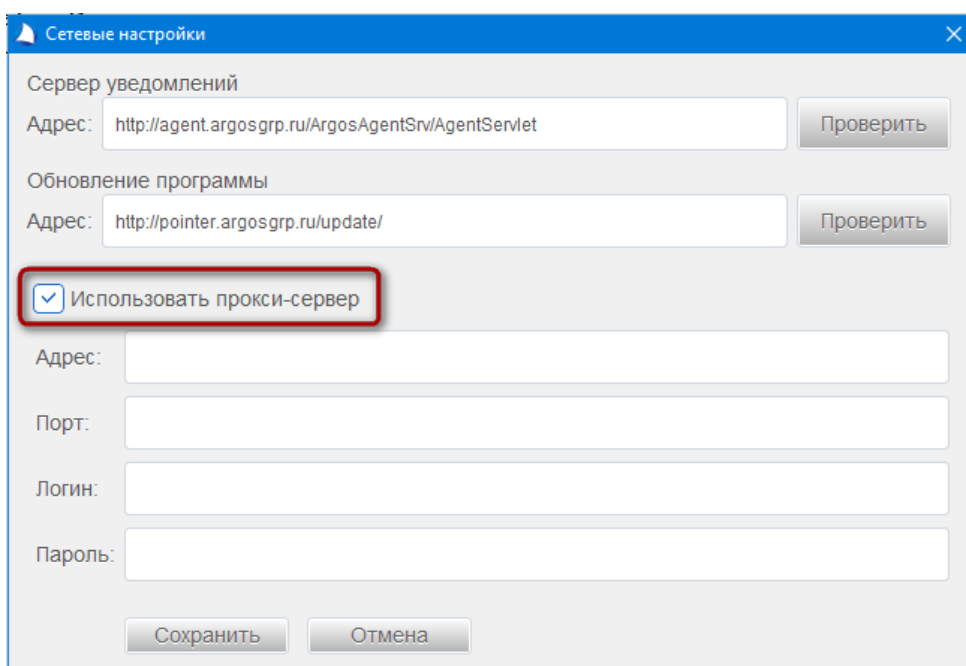 Сетевые настройки
Сервер уведомлений
Адрес: http://agent.argosgrp.ru/ArgosAgentSrv/AgentServlet Проверить
Обновление программы
Адрес: http://pointer.argosgrp.ru/update/ Проверить
Использовать прокси-сервер
Адрес:
Порт:
Логин:
Пароль:
Сохранить Отмена